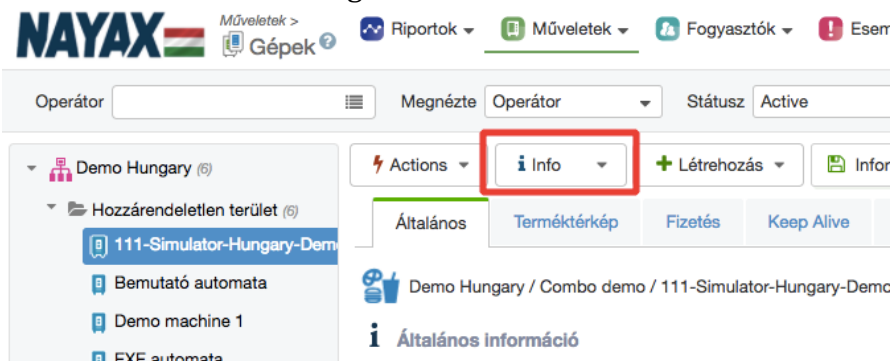 NAYAX
Műveletek >
Gépek ?
Riportok
Műveletek
Fogyasztók
Operátor
Megnézte Operátor
Státusz Active
Demo Hungary (6)
Actions
Info
Létrehozás
Hozzárendeletlen terület (6)
Általános
Terméktérkép
Fizetés
Keep Alive
111-Simulator-Hungary-Dem
Bemutató automata
Demo Hungary / Combo demo / 111-Simulator-Hungary-Demo
Demo machine 1
Általános információ
EXE automata